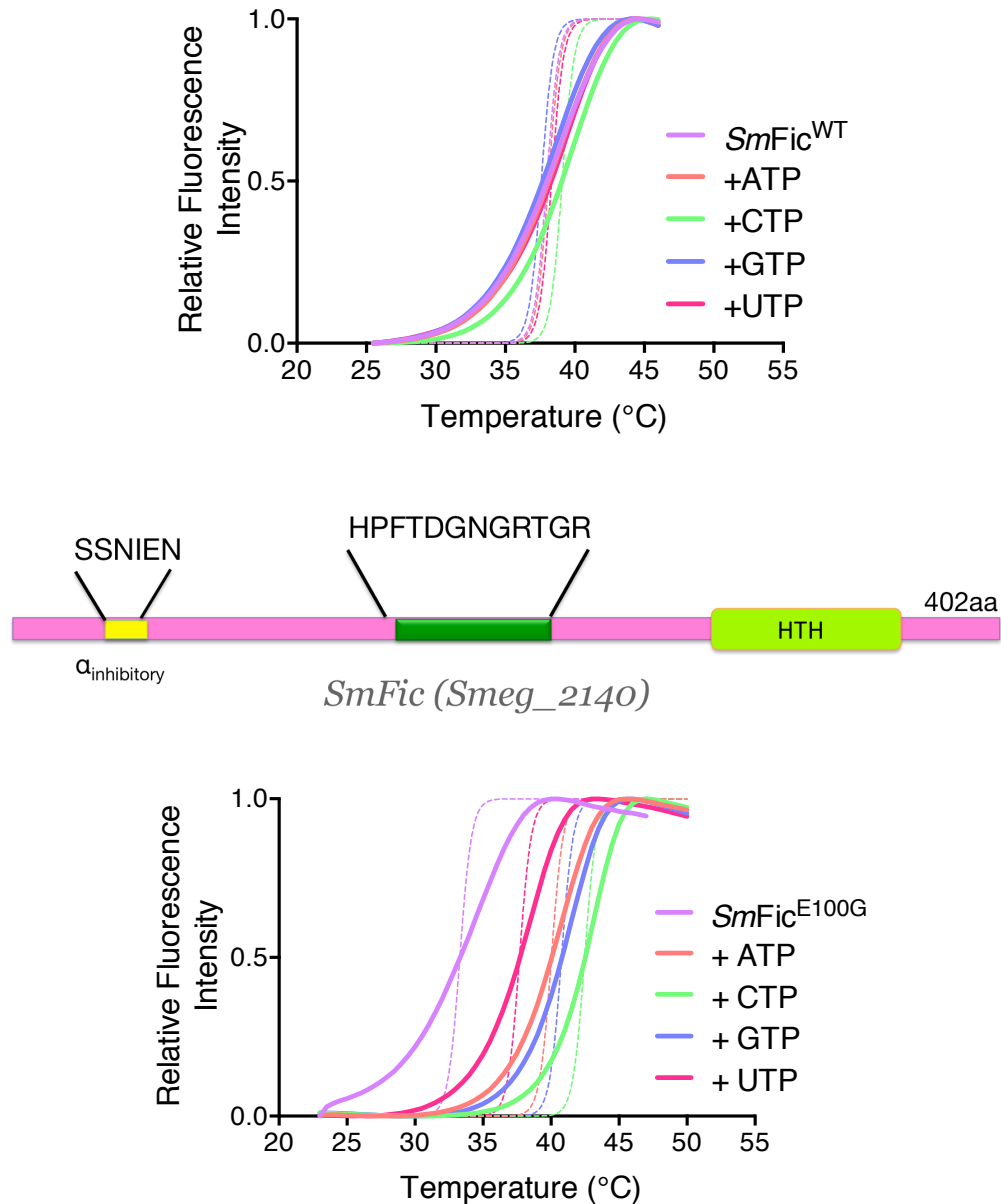 1.0
0.5
0.0
Relative Fluorescence
Intensity
20 25 30 35 40 45 50 55
Temperature (°C)
SmFicWT
+ATP
+CTP
+GTP
+UTP
SSNIEN
HPFTDGNGRTGR
402aa
HTH
αinhibitory
SmFic (Smeg_2140)
1.0
0.5
0.0
Relative Fluorescence
Intensity
20 25 30 35 40 45 50 55
Temperature (°C)
SmFicE100G
+ ATP
+ CTP
+ GTP
+ UTP